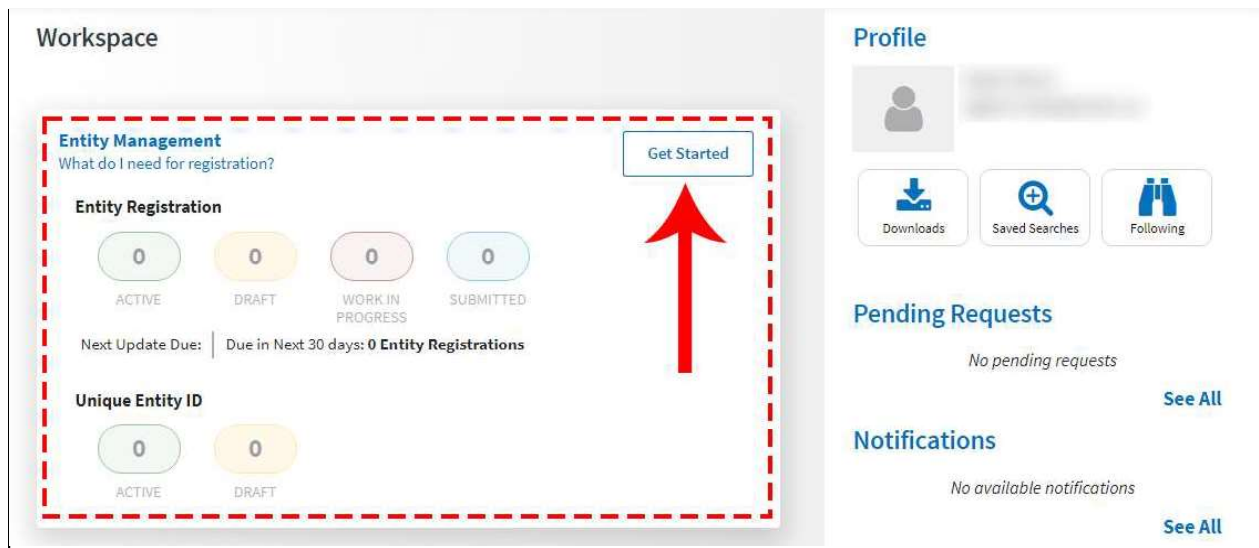 Workspace
Entity Management
What do I need for registration?
Get Started
Entity Registration
0 0 0 0
ACTIVE DRAFT WORK IN PROGRESS SUBMITTED
Next Update Due: Due in Next 30 days: 0 Entity Registrations
Unique Entity ID
0 0
ACTIVE DRAFT
Profile
Downloads Saved Searches Following
Pending Requests
No pending requests
See All
Notifications
No available notifications
See All